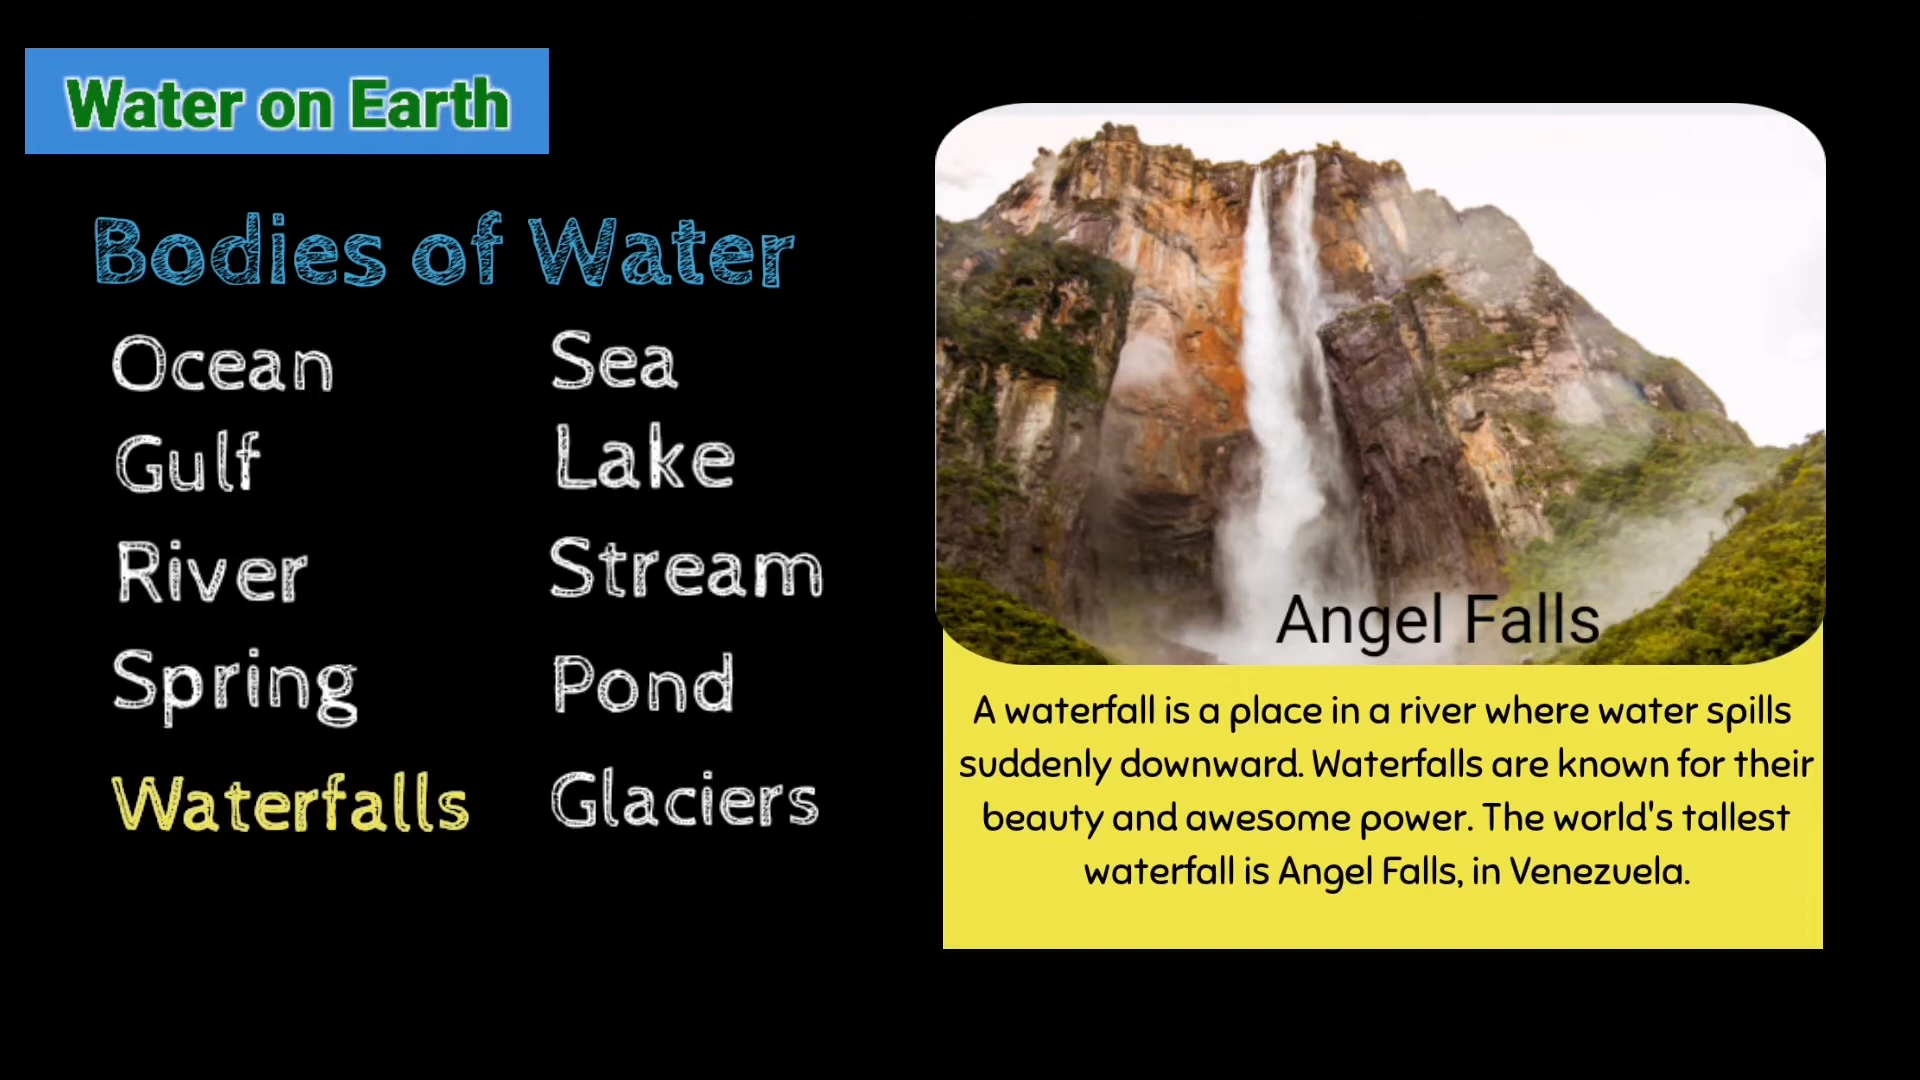 Water on Earth
Bodies of Water
Ocean
Sea
Gulf
Lake
River
Stream
Spring
Pond
Waterfalls
Glaciers
Angel Falls
A waterfall is a place in a river where water spills
suddenly downward. Waterfalls are known for their
beauty and awesome power. The world's tallest
waterfall is Angel Falls, in Venezuela.